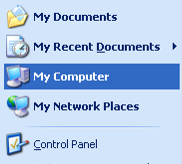 My Documents
My Recent Documents
My Computer
My Network Places
Control Panel